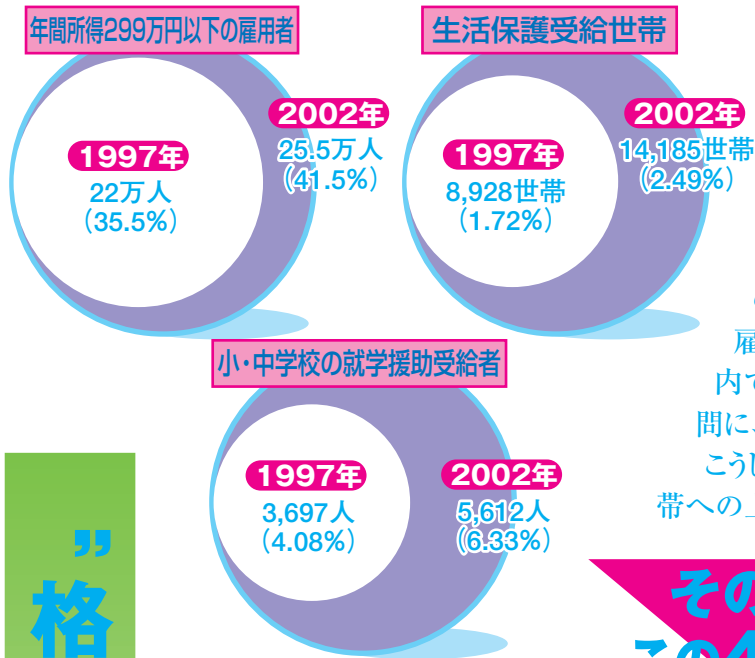 年間所得299万円以下の雇用者
1997年
22万人
(35.5%)
2002年
25.5万人
(41.5%)
生活保護受給世帯
1997年
8,928世帯
(1.72%)
2002年
14,185世帯
(2.49%)
小・中学校の就学援助受給者
1997年
3,697人
(4.08%)
2002年
5,612人
(6.33%)
雇
内で
間に
こうし
帯への」
”格
その
この4